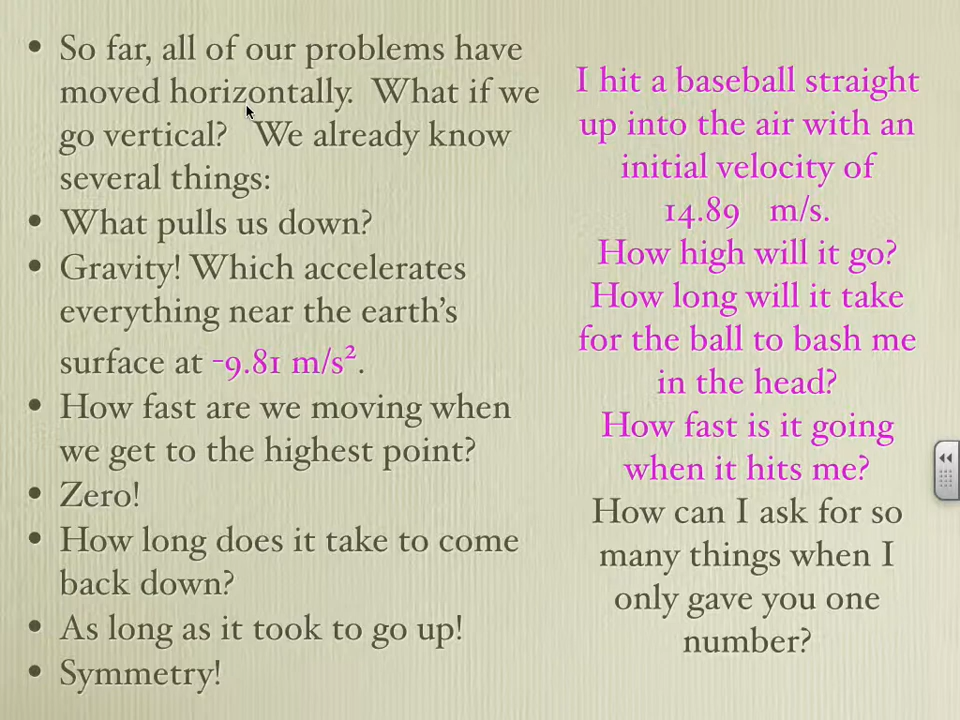 • So far, all of our problems have
moved horizontally. What if we
go vertical? We already know
several things:
• What pulls us down?
• Gravity! Which accelerates
everything near the earth's
surface at -9.81 m/s².
• How fast are we moving when
we get to the highest point?
• Zero!
• How long does it take to come
back down?
• As long as it took to go up!
• Symmetry!
I hit a baseball straight
up into the air with an
initial velocity of
14.89 m/s.
How high will it go?
How long will it take
for the ball to bash me
in the head?
How fast is it going
when it hits me?
How can I ask for so
many things when I
only gave you one
number?